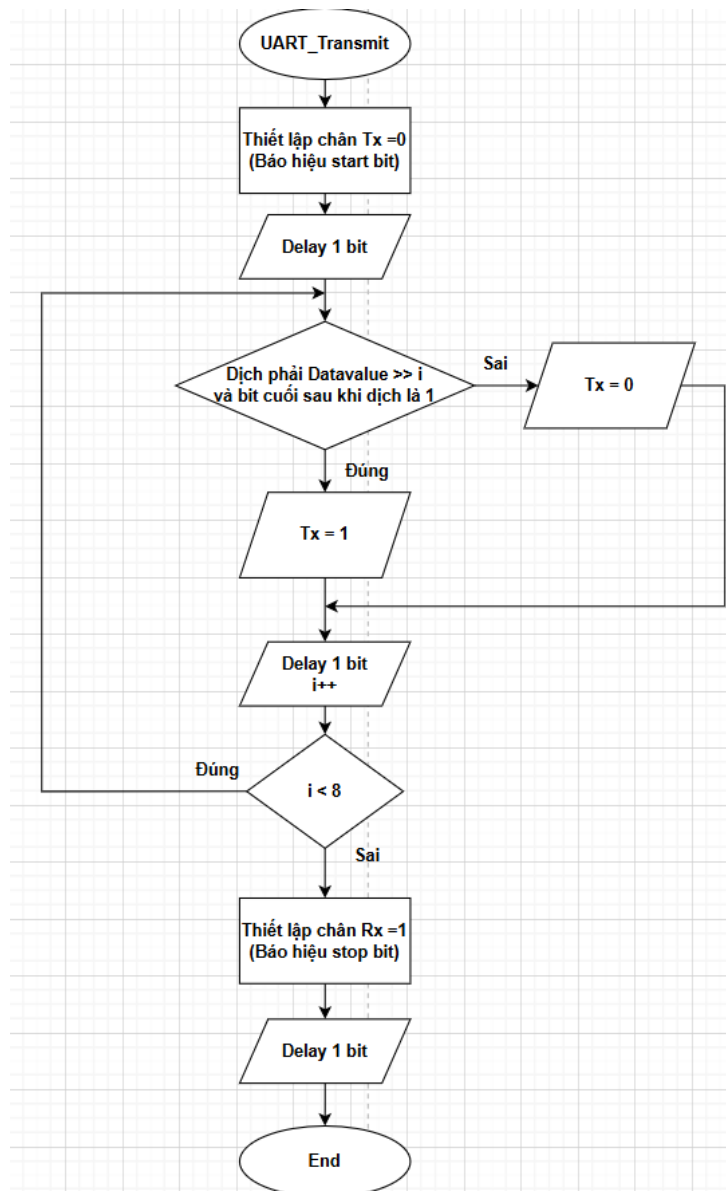 UART_Transmit
Thiết lập chân Tx =0
(Báo hiệu start bit)
Delay 1 bit
Dịch phải Datavalue >> i
và bit cuối sau khi dịch là 1
Sai
Tx = 0
Đúng
Tx = 1
Delay 1 bit
i++
Đúng
i < 8
Sai
Thiết lập chân Rx =1
(Báo hiệu stop bit)
Delay 1 bit
End